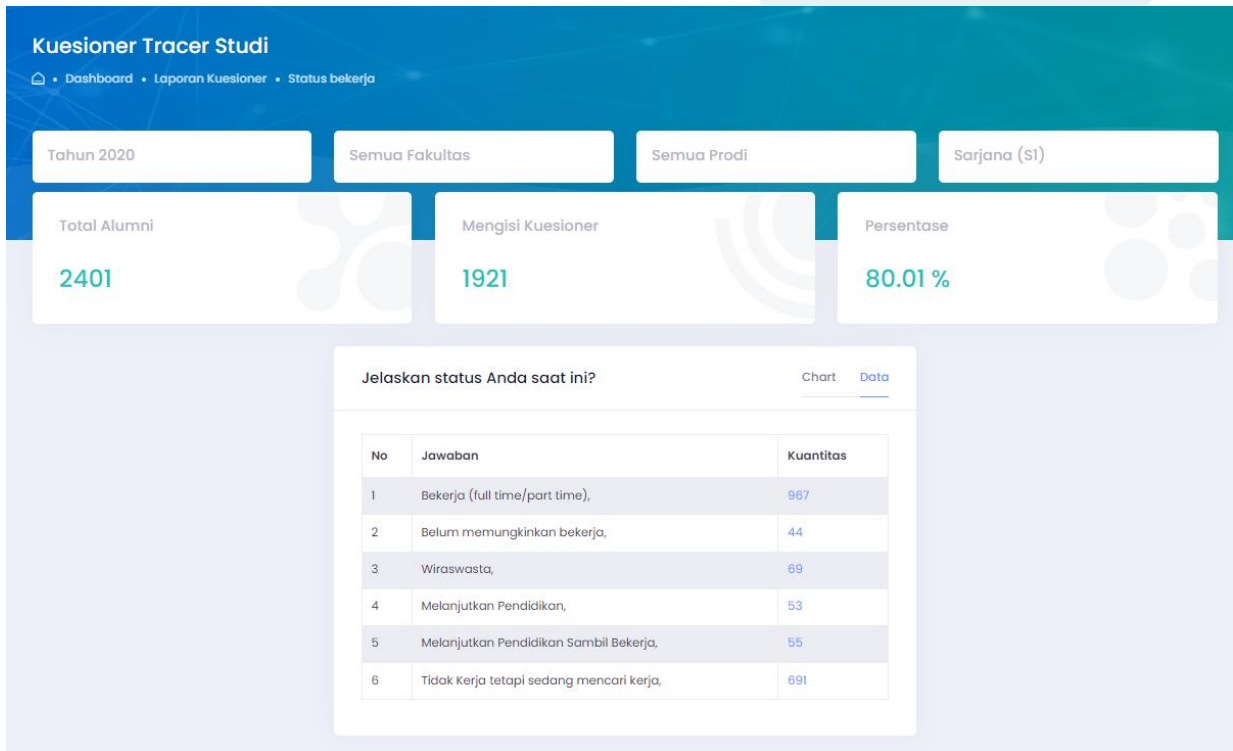 Kuesioner Tracer Studi
• Dashboard • Laporan Kuesioner • Status bekerja
Tahun 2020 Semua Fakultas Semua Prodi Sarjana (S1)
Total Alumni Mengisi Kuesioner Persentase
2401 1921 80.01 %
Jelaskan status Anda saat ini? Chart Data
No Jawaban Kuantitas
1 Bekerja (full time/part time), 967
2 Belum memungkinkan bekerja, 44
3 Wiraswasta, 69
4 Melanjutkan Pendidikan, 53
5 Melanjutkan Pendidikan Sambil Bekerja, 55
6 Tidak Kerja tetapi sedang mencari kerja, 691